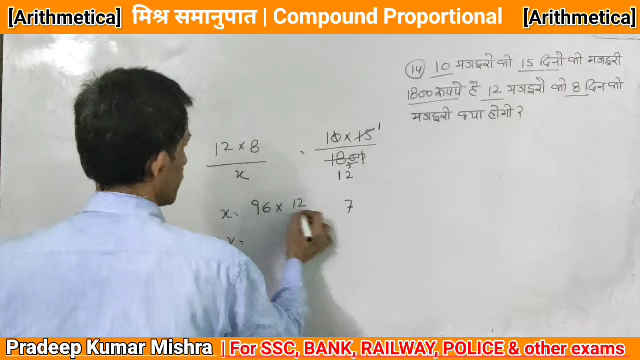 [Arithmetica] मिश्र समानुपात | Compound Proportional [Arithmetica]
(14) 10 मजदूरो की 15 दिनो की मजदूरी
1800 रूपये है 12 मजदूरो की 8 दिन की
मजदूरी क्या होगी ?
12 × 8 / x = 10 × 15 1 / 1800
12
x = 96 × 12 7
x =
Pradeep Kumar Mishra | For SSC, BANK, RAILWAY, POLICE & other exams